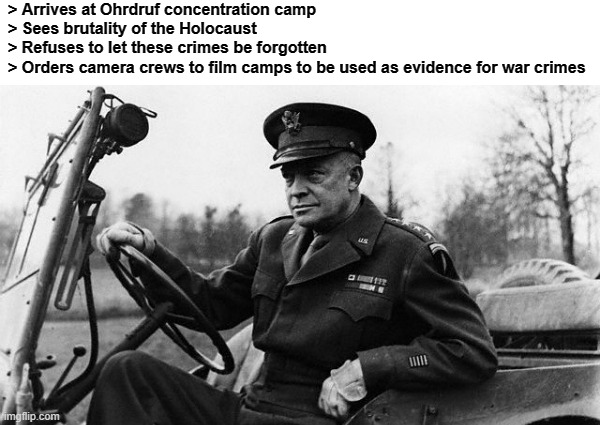 > Arrives at Ohrdruf concentration camp
> Sees brutality of the Holocaust
> Refuses to let these crimes be forgotten
> Orders camera crews to film camps to be used as evidence for war crimes
U.S.
imgflip.com